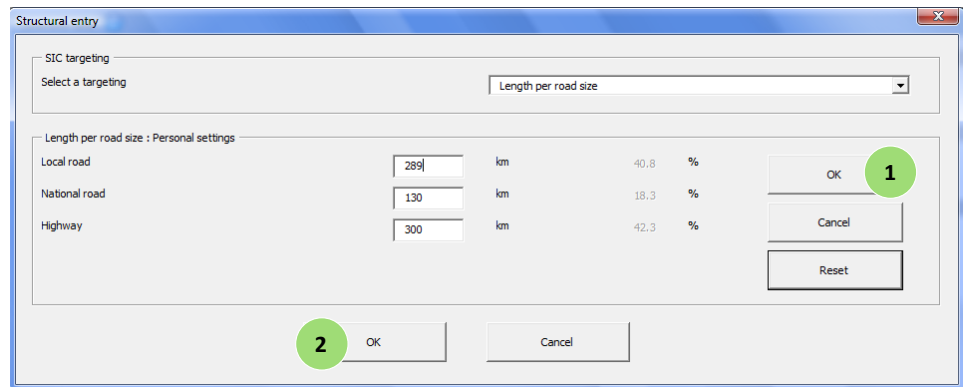 Structural entry
SIC targeting
Select a targeting Length per road size
Length per road size : Personal settings
Local road 289 km 40.8 %
OK 1
National road 130 km 18.3 %
Highway 300 km 42.3 %
Cancel
Reset
2 OK Cancel